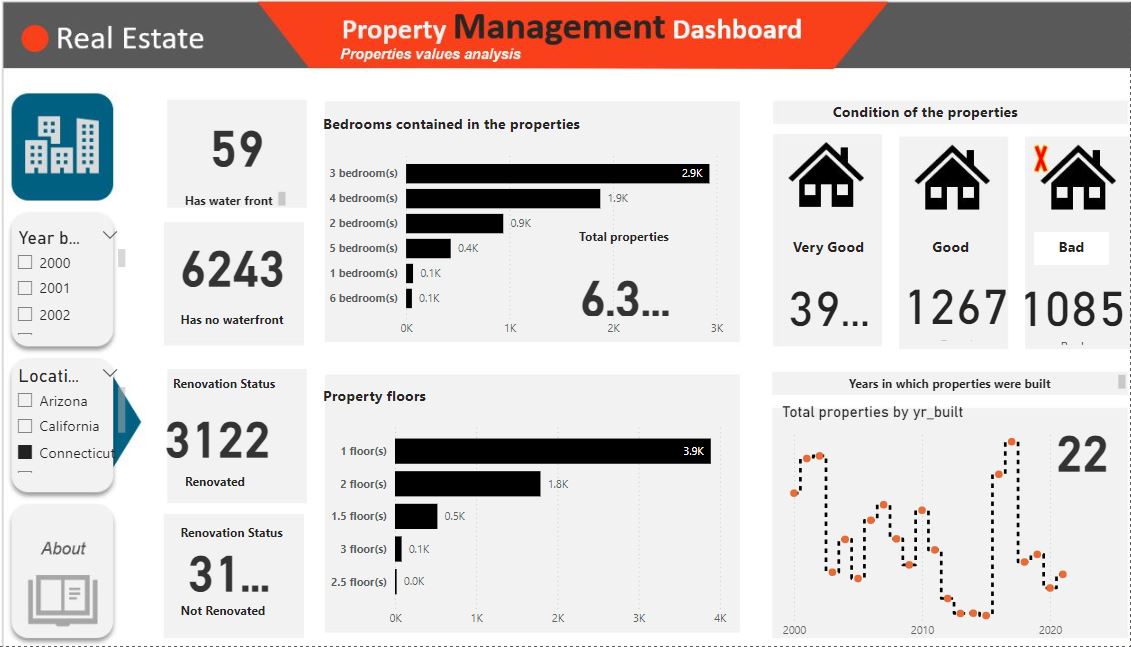 Real Estate
Property Management Dashboard
Properties values analysis
Year b...
2000
2001
2002
Locati...
Arizona
California
Connecticut
About
59
Has water front
6243
Has no waterfront
Renovation Status
3122
Renovated
Renovation Status
31...
Not Renovated
Bedrooms contained in the properties
3 bedroom(s) 2.9K
4 bedroom(s) 1.9K
2 bedroom(s) 0.9K
5 bedroom(s) 0.4K
1 bedroom(s) 0.1K
6 bedroom(s) 0.1K
0K 1K 2K 3K
Total properties
6.3...
Property floors
1 floor(s) 3.9K
2 floor(s) 1.8K
1.5 floor(s) 0.5K
3 floor(s) 0.1K
2.5 floor(s) 0.0K
0K 1K 2K 3K 4K
Condition of the properties
X
Very Good Good Bad
39... 1267 1085
Years in which properties were built
Total properties by yr_built
22
2000 2010 2020